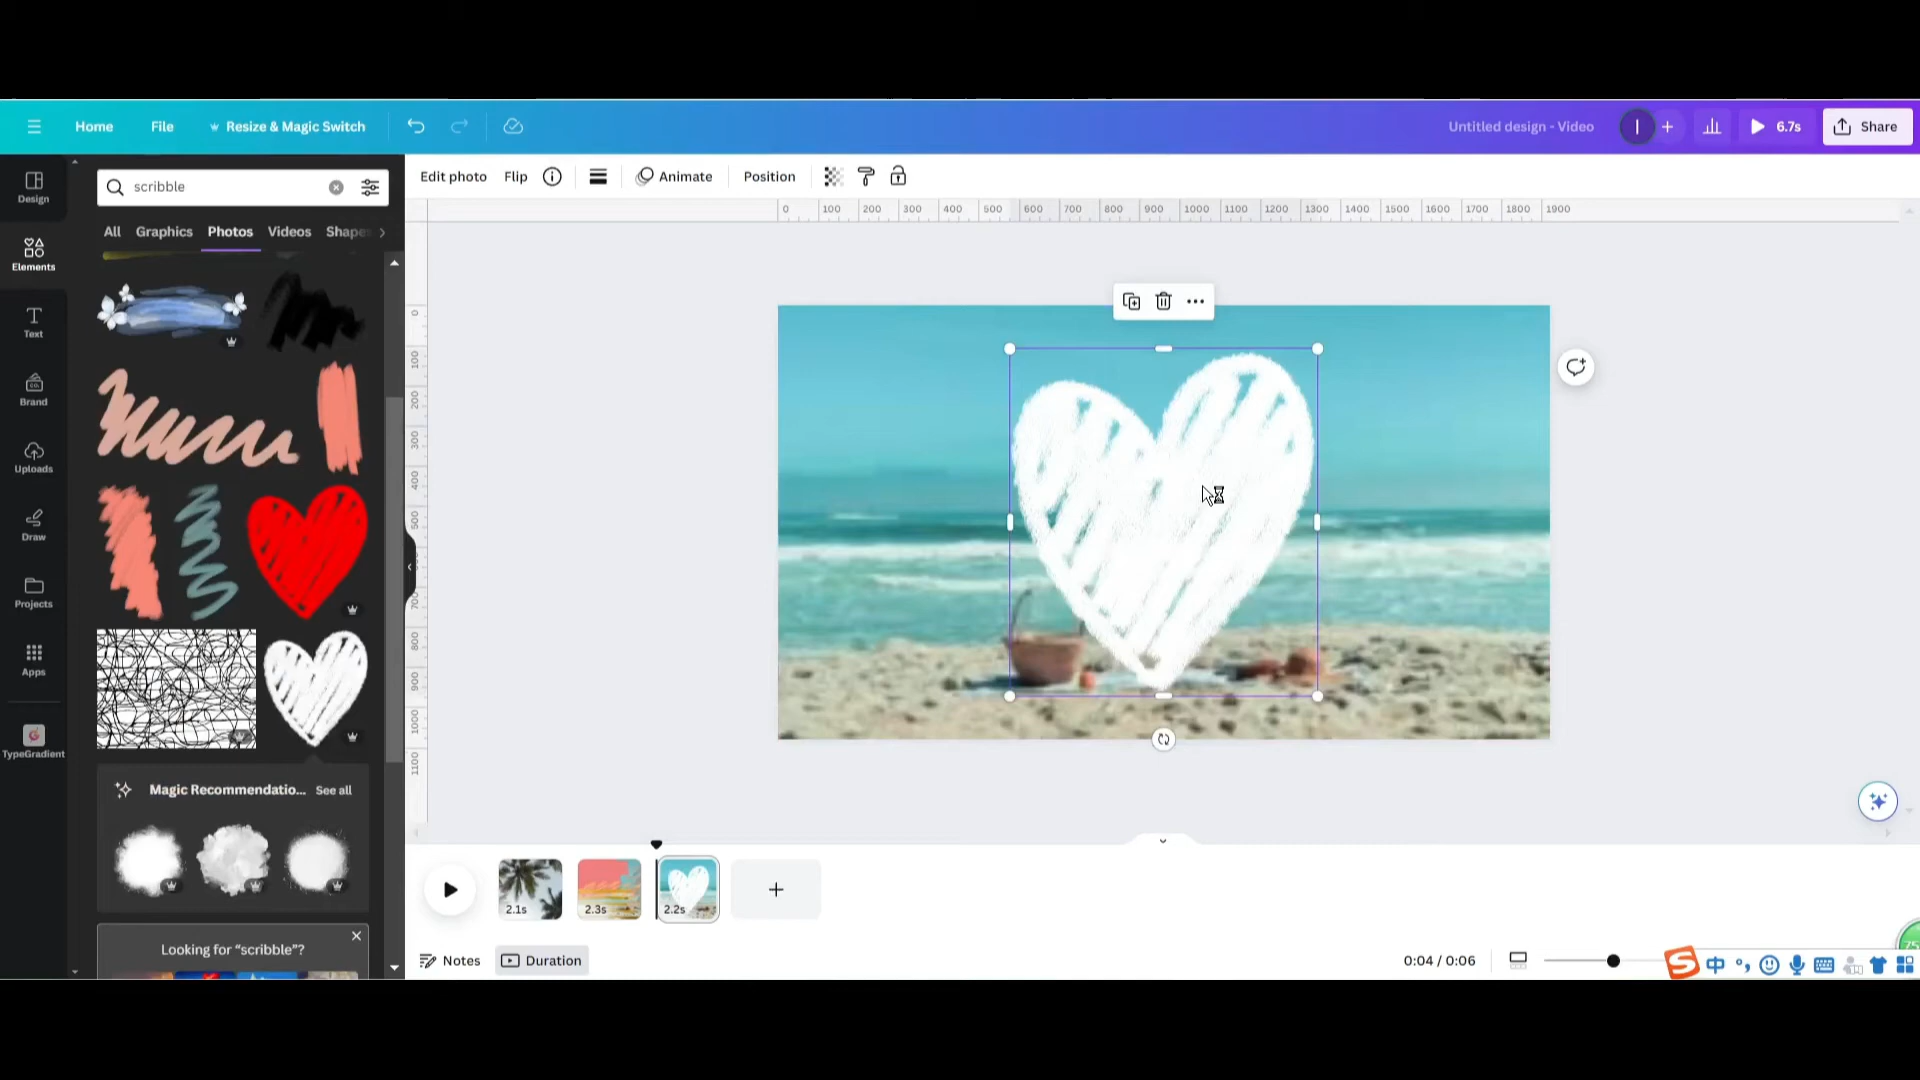 Home File Resize & Magic Switch Untitled design - Video I + 6.7s Share
Design
Elements
Text
Brand
Uploads
Draw
Projects
Apps
TypeGradient
scribble
All Graphics Photos Videos Shape
Magic Recommendatio... See all
Looking for “scribble”?
Edit photo Flip Animate Position
0 100 200 300 400 500 600 700 800 900 1000 1100 1200 1300 1400 1500 1600 1700 1800 1900
0
100
200
300
400
500
700
800
900
1000
1100
2.1s 2.3s 2.2s
Notes Duration 0:04 / 0:06
S 中
75